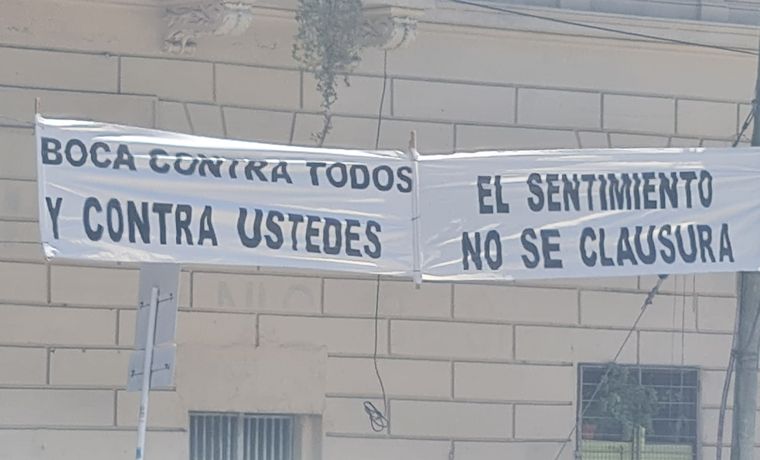 BOCA CONTRA TODOS
Y CONTRA USTEDES
EL SENTIMIENTO
NO SE CLAUSURA